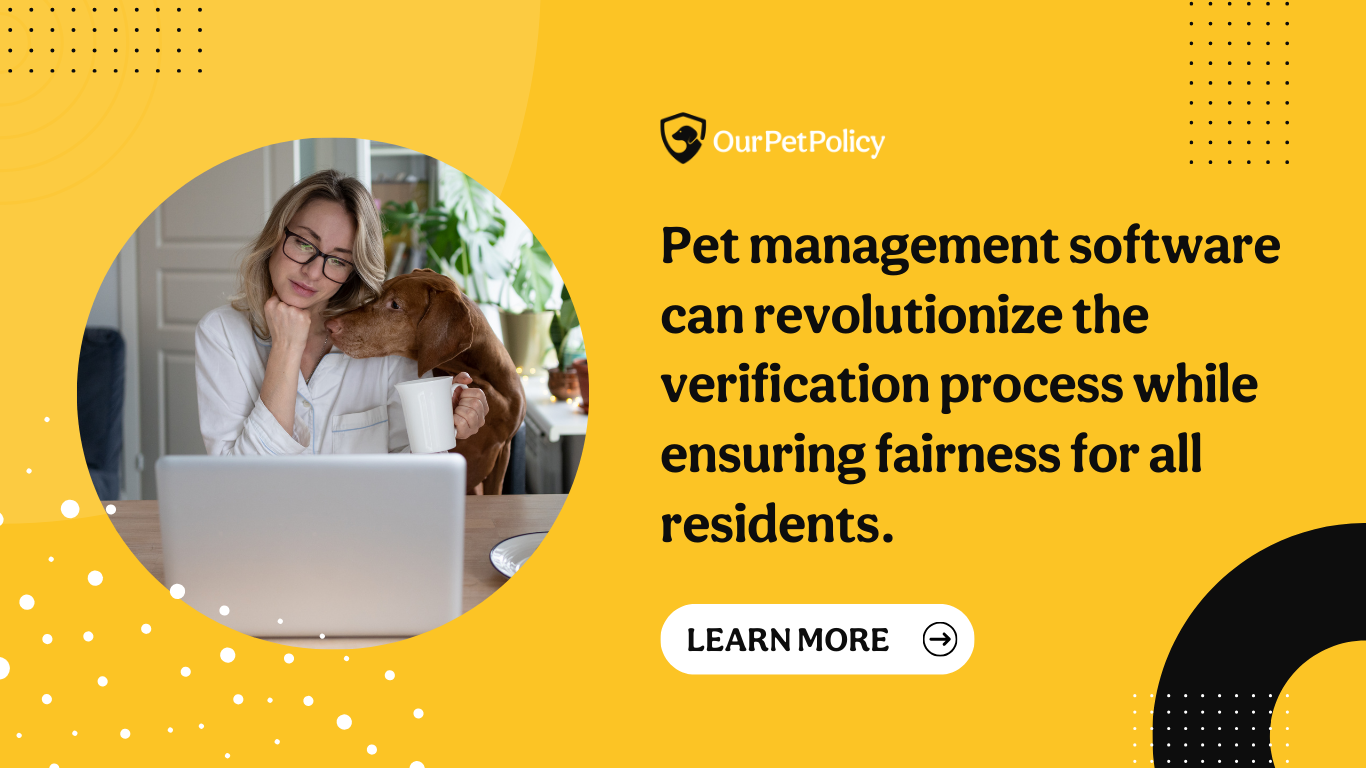 OurPetPolicy
Pet management software
can revolutionize the
verification process while
ensuring fairness for all
residents.
LEARN MORE